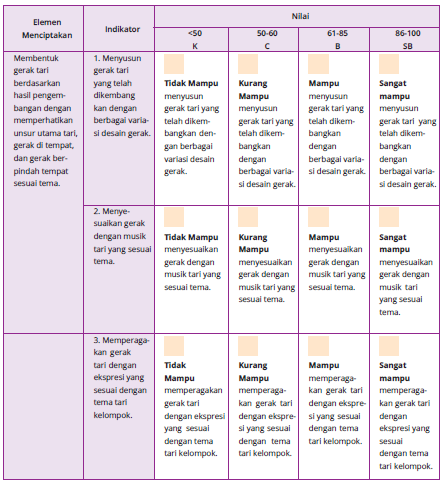 Elemen
Menciptakan
Indikator
Nilai
<50
K
50-60
C
61-85
B
86-100
SB
Membentuk
gerak tari
berdasarkan
hasil pengem-
bangan dengan
memperhatikan
unsur utama tari,
gerak di tempat,
dan gerak ber-
pindah tempat
sesuai tema.
1. Menyusun
gerak tari
yang telah
dikembang
kan dengan
berbagai varia-
si desain gerak.
Tidak Mampu
menyusun
gerak tari yang
telah dikem-
bangkan den-
gan berbagai
variasi desain
gerak.
Kurang
Mampu
menyusun
gerak tari yang
telah dikem-
bangkan
dengan
berbagai varia-
si desain gerak.
Mampu
menyusun
gerak tari yang
telah dikem-
bangkan
dengan
berbagai varia-
si desain gerak.
Sangat
mampu
menyusun
gerak tari yang
telah dikem-
bangkan
dengan
berbagai varia-
si desain gerak.
2. Menye-
suaikan gerak
dengan musik
tari yang sesuai
tema.
Tidak Mampu
menyesuaikan
gerak dengan
musik tari yang
sesuai tema.
Kurang
Mampu
menyesuaikan
gerak dengan
musik tari yang
sesuai tema.
Mampu
menyesuaikan
gerak dengan
musik tari yang
sesuai tema.
Sangat
mampu
menyesuaikan
gerak dengan
musik tari
yang sesuai
tema.
3. Memperaga-
kan gerak
tari dengan
ekspresi yang
sesuai dengan
tema tari
kelompok.
Tidak
Mampu
memperagakan
gerak tari
dengan ekspresi
yang sesuai
dengan tema
tari kelompok.
Kurang
Mampu
memperaga-
kan gerak tari
dengan ekspre-
si yang sesuai
dengan tema
tari kelompok.
Mampu
memperaga-
kan gerak tari
dengan ekspre-
si yang sesuai
dengan tema
tari kelompok.
Sangat
mampu
memperaga-
kan gerak tari
dengan
ekspresi yang
sesuai
dengan tema
tari kelompok.